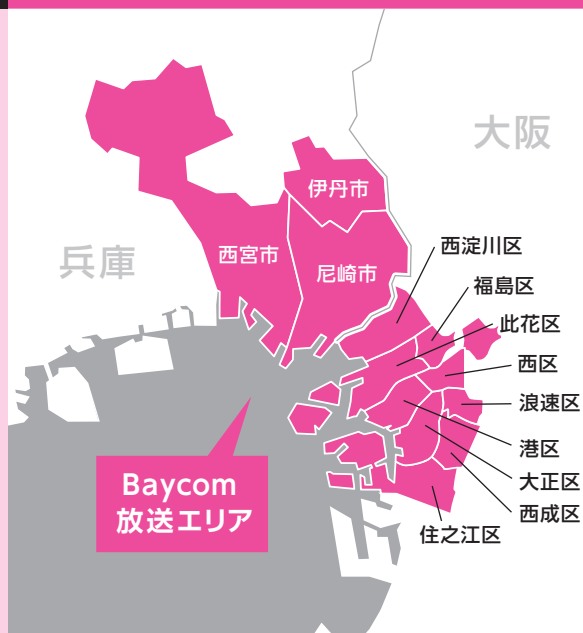 大阪
伊丹市
兵庫
西宮市
尼崎市
西淀川区
福島区
此花区
西区
浪速区
港区
大正区
西成区
住之江区
Baycom
放送エリア